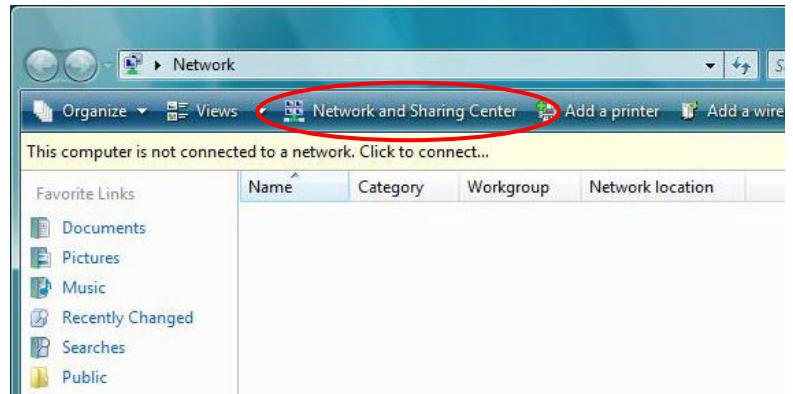 Network
Organize Views Network and Sharing Center Add a printer Add a wire
This computer is not connected to a network. Click to connect...
Favorite Links
Name Category Workgroup Network location
Documents
Pictures
Music
Recently Changed
Searches
Public